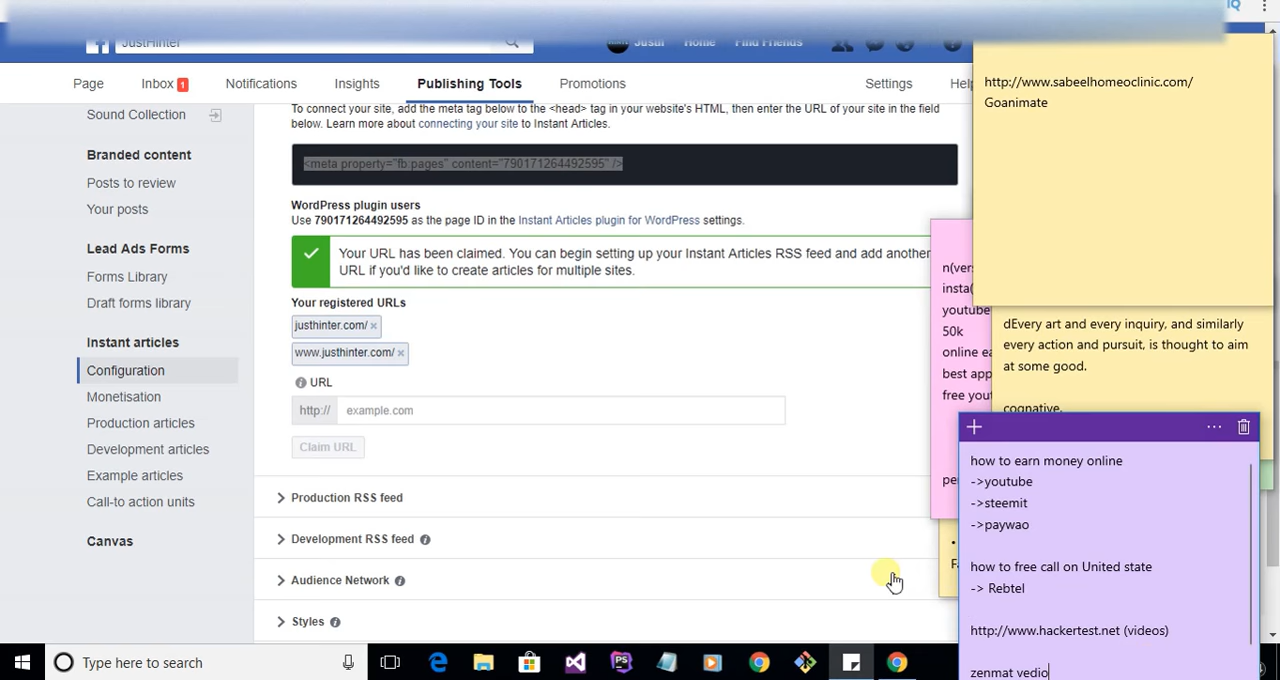 JustHinter
Justhi
Home
Find Friends
Page
Inbox 1
Notifications
Insights
Publishing Tools
Promotions
Settings
Sound Collection
Branded content
Posts to review
Your posts
Lead Ads Forms
Forms Library
Draft forms library
Instant articles
Configuration
Monetisation
Production articles
Development articles
Example articles
Call-to action units
Canvas
To connect your site, add the meta tag below to the <head> tag in your website's HTML, then enter the URL of your site in the field
below. Learn more about connecting your site to Instant Articles.
<meta property="fb:pages" content="790171264492595" />
WordPress plugin users
Use 790171264492595 as the page ID in the Instant Articles plugin for WordPress settings.
Your URL has been claimed. You can begin setting up your Instant Articles RSS feed and add another
URL if you'd like to create articles for multiple sites.
Your registered URLs
justhinter.com/ ×
www.justhinter.com/ ×
URL
http:// example.com
Claim URL
Production RSS feed
Development RSS feed
Audience Network
Styles
http://www.sabeelhomeoclinic.com/
Goanimate
insta(
youtube
50k
online ea
best app
free yout
dEvery art and every inquiry, and similarly
every action and pursuit, is thought to aim
at some good.
cognative.
how to earn money online
->youtube
->steemit
->paywao
how to free call on United state
-> Rebtel
http://www.hackertest.net (videos)
zenmat vedio
Type here to search